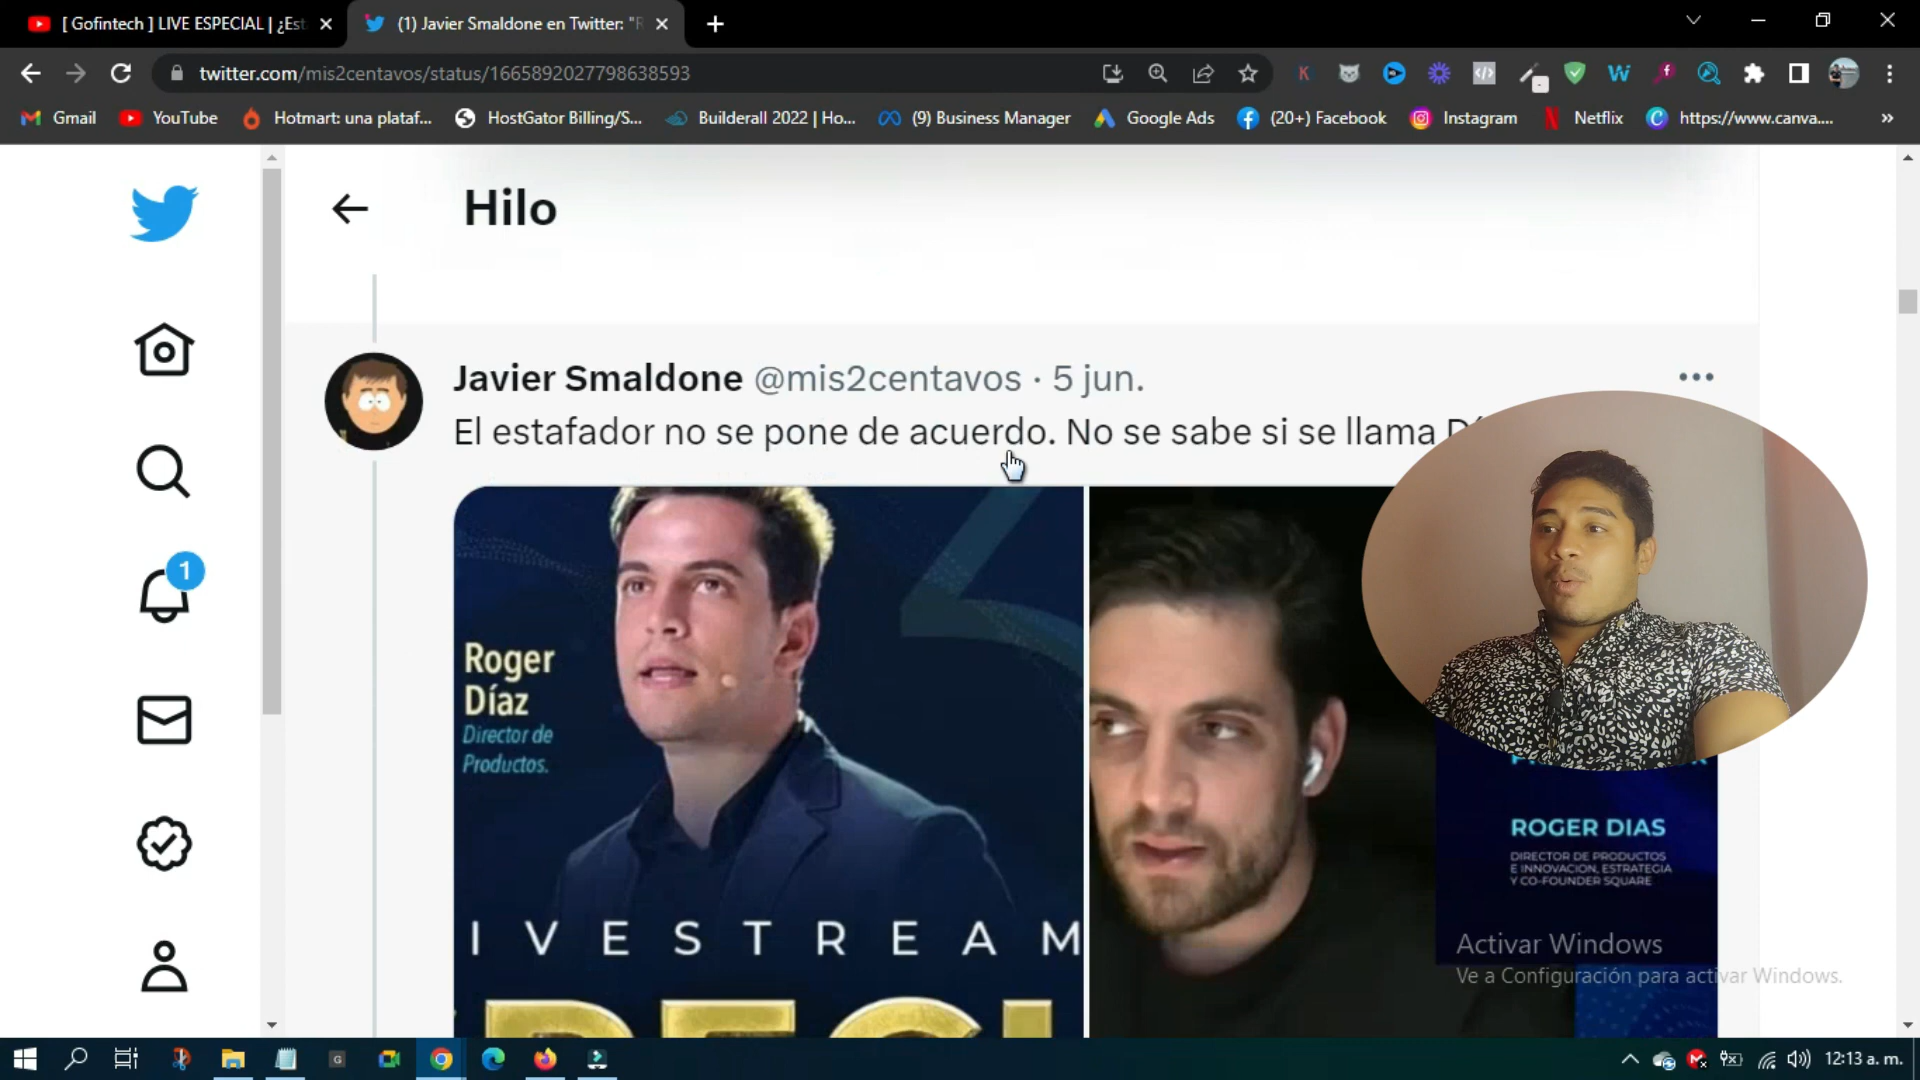 [ Gofintech ] LIVE ESPECIAL | ¿Est
(1) Javier Smaldone en Twitter: "R
twitter.com/mis2centavos/status/1665892027798638593
Gmail
YouTube
Hotmart: una plataf...
HostGator Billing/S...
Builderall 2022 | Ho...
(9) Business Manager
Google Ads
(20+) Facebook
Instagram
Netflix
https://www.canva....
Hilo
Javier Smaldone @mis2centavos · 5 jun.
El estafador no se pone de acuerdo. No se sabe si se llama
1
Roger
Díaz
Director de
Productos.
IVESTREAM
ROGER DIAS
DIRECTOR DE PRODUCTOS
E INNOVACION, ESTRATEGIA
Y CO-FOUNDER SQUARE
Activar Windows
Ve a Configuración para activar Windows.
12:13 a. m.